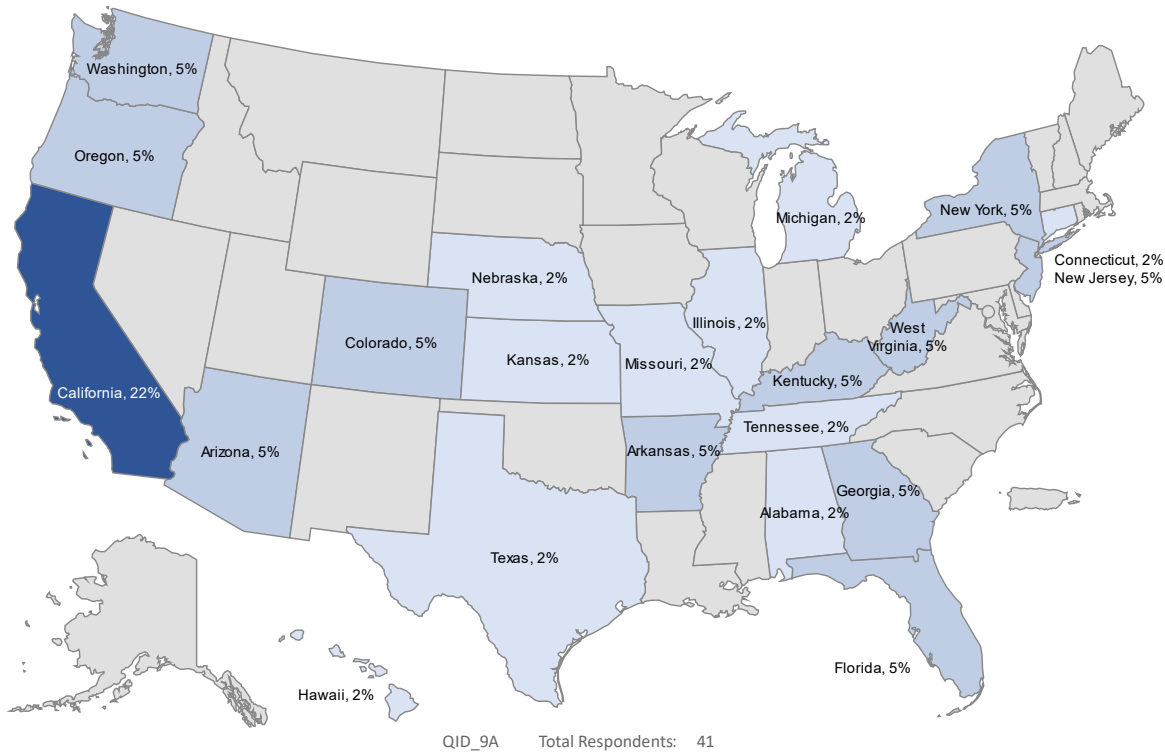 Washington, 5%
Oregon, 5%
New York, 5%
Michigan, 2%
Connecticut, 2%
New Jersey, 5%
Nebraska, 2%
Illinois, 2%
West
Virginia, 5%
Colorado, 5%
Kansas, 2%
Missouri, 2%
Kentucky, 5%
California, 22%
Tennessee, 2%
Arizona, 5%
Arkansas, 5%
Georgia, 5%
Alabama, 2%
Texas, 2%
Florida, 5%
Hawaii, 2%
QID_9A Total Respondents: 41